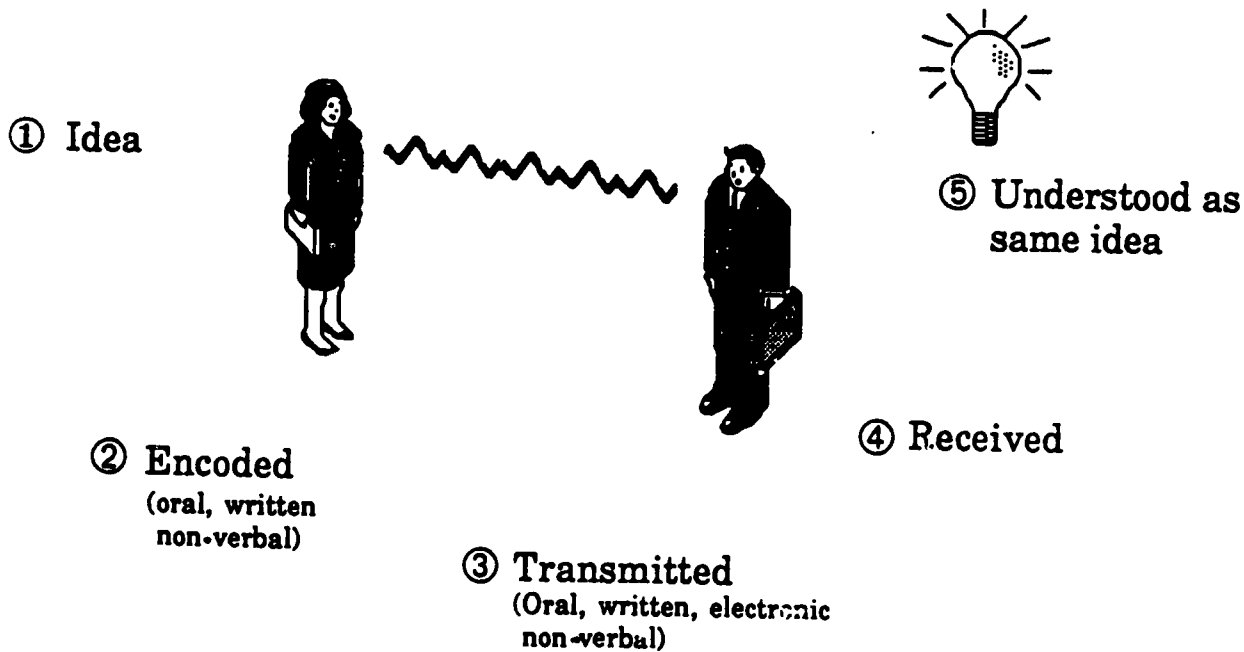 ① Idea
② Encoded
(oral, written
non-verbal)
③ Transmitted
(Oral, written, electronic
non-verbal)
④ Received
⑤ Understood as
same idea